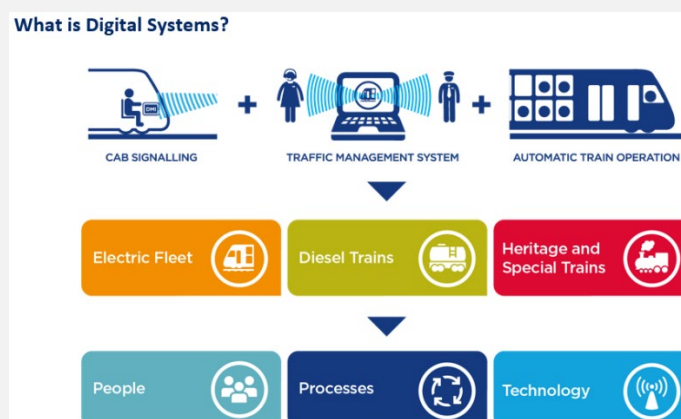 What is Digital Systems?
DMI
CAB SIGNALLING
TRAFFIC MANAGEMENT SYSTEM
AUTOMATIC TRAIN OPERATION
Electric Fleet
Diesel Trains
Heritage and
Special Trains
People
Processes
Technology